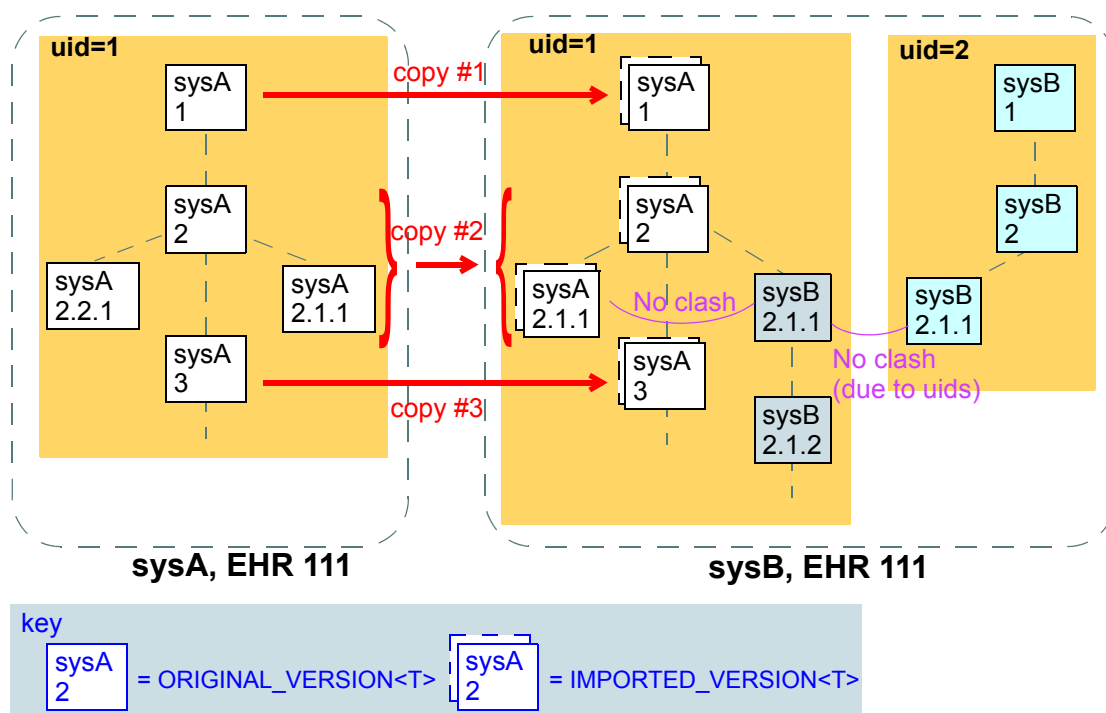 uid=1
sysA
1
sysA
2
sysA
2.2.1
sysA
2.1.1
sysA
3
sysA, EHR 111
copy #1
copy #2
copy #3
uid=1
sysA
1
sysA
2
sysA
2.1.1
No clash
sysB
2.1.1
sysA
3
sysB
2.1.2
uid=2
sysB
1
sysB
2
sysB
2.1.1
No clash
(due to uids)
sysB, EHR 111
key
sysA
2
= ORIGINAL_VERSION<T>
sysA
2
= IMPORTED_VERSION<T>